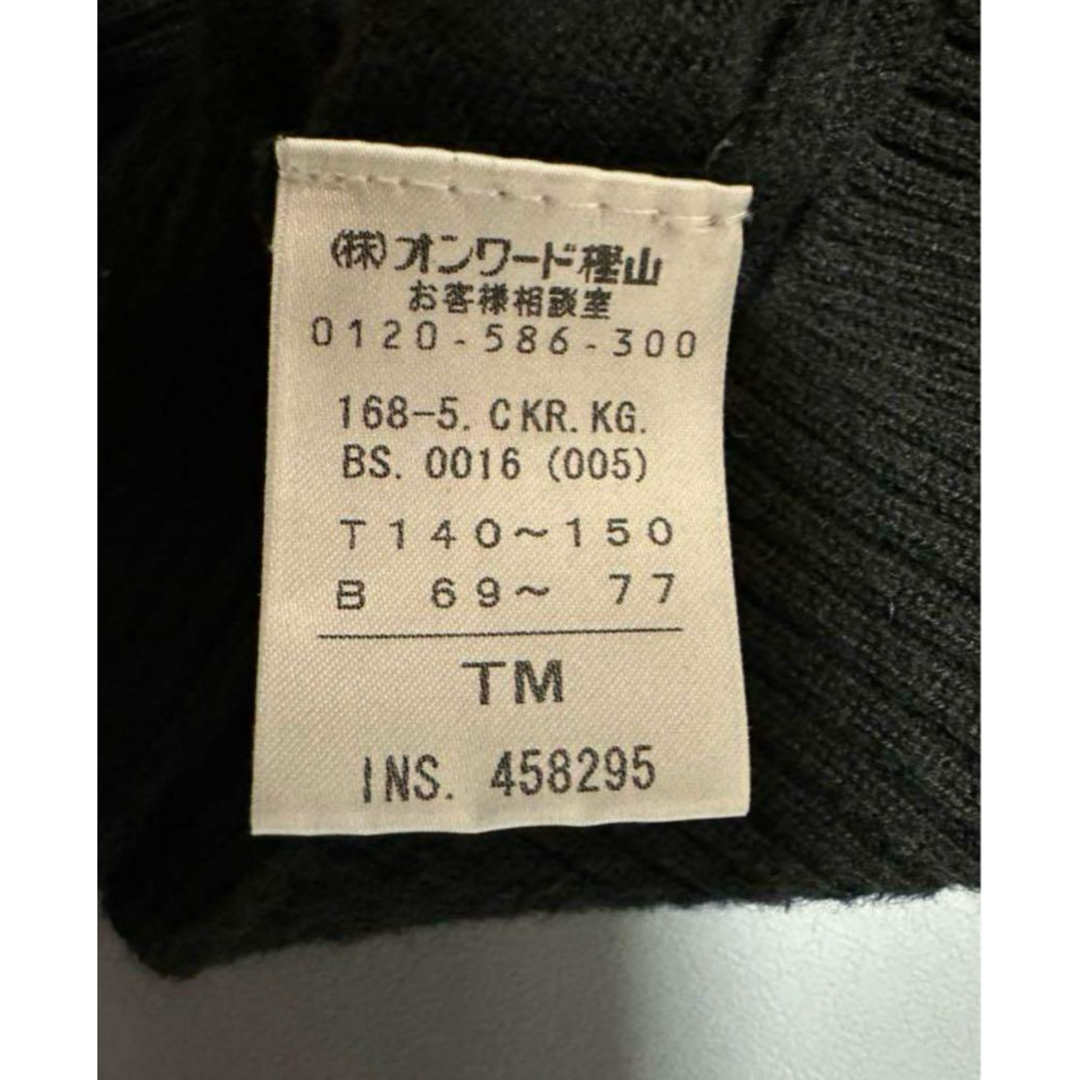 (株)オンワード樫山
お客様相談室
0120-586-300
168-5. CKR. KG.
BS. 0016 (005)
T 140～150
B 69～ 77
TM
INS. 458295